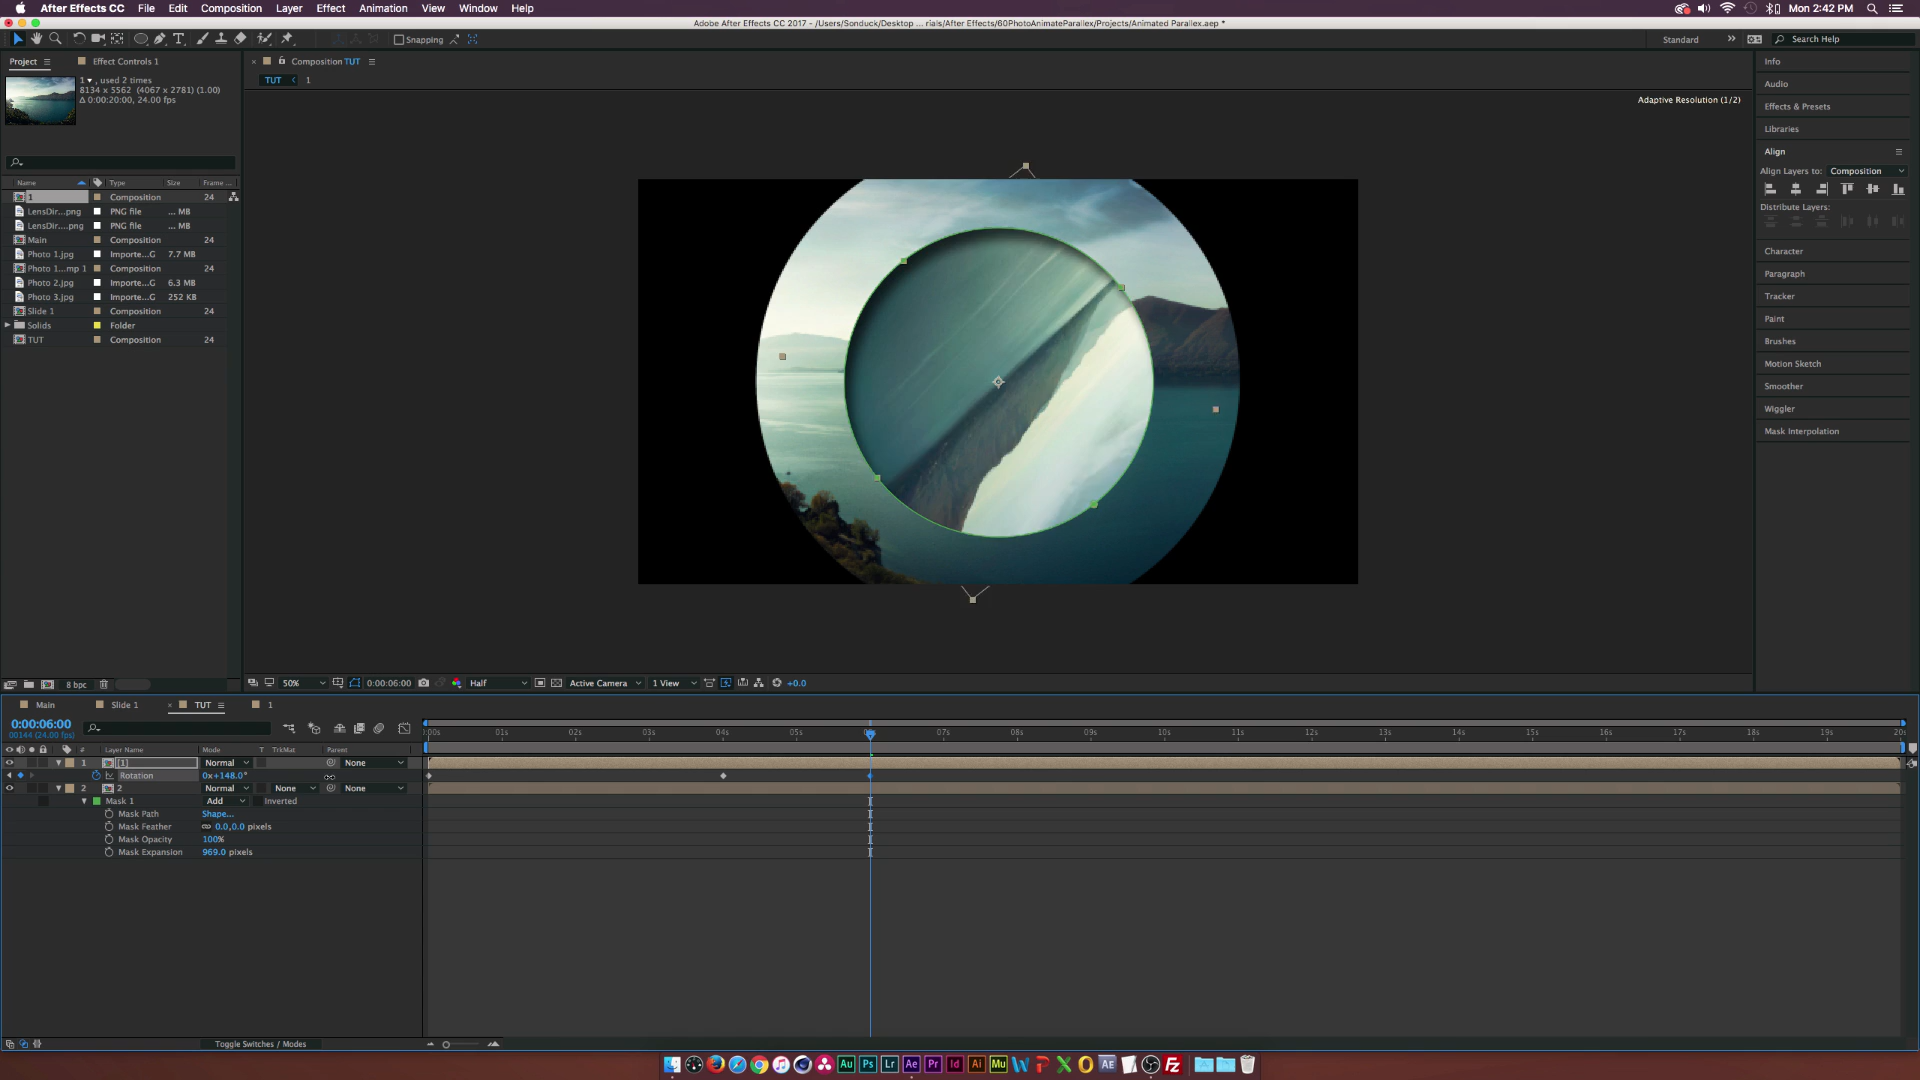 After Effects CC File Edit Composition Layer Effect Animation View Window Help Mon 2:42 PM
Adobe After Effects CC 2017 - /Users/Sonduck/Desktop ... rials/After Effects/60PhotoAnimateParallex/Projects/Animated Parallex.aep *
Snapping Standard Search Help
Project Effect Controls 1 Composition TUT Info
1 , used 2 times
8134 x 5562 (4067 x 2781) (1.00)
Δ 0:00:20:00, 24.00 fps
TUT 1
Audio
Adaptive Resolution (1/2)
Effects & Presets
Libraries
Align
Align Layers to: Composition
Distribute Layers:
Character
Paragraph
Tracker
Paint
Brushes
Motion Sketch
Smoother
Wiggler
Mask Interpolation
Name Type Size Frame ...
1 Composition 24
LensDir...png PNG file ... MB
LensDir....png PNG file ... MB
Main Composition 24
Photo 1.jpg Importe...G 7.7 MB
Photo 1...mp 1 Composition 24
Photo 2.jpg Importe...G 6.3 MB
Photo 3.jpg Importe...G 252 KB
Slide 1 Composition 24
Solids Folder
TUT Composition 24
8 bpc 50% 0:00:06:00 Half Active Camera 1 View +0.0
Main Slide 1 TUT 1
0:00:06:00
00144 (24.00 fps)
:00s 01s 02s 03s 04s 05s 07s 08s 09s 10s 11s 12s 13s 14s 15s 16s 17s 18s 19s 20s
# Layer Name Mode T TrkMat Parent
1 [1] Normal None
Rotation 0x+148.0°
2 2 Normal None None
Mask 1 Add Inverted
Mask Path Shape...
Mask Feather 0.0,0.0 pixels
Mask Opacity 100%
Mask Expansion 969.0 pixels
Toggle Switches / Modes
Au Ps Lr Ae Pr Id Ai Mu W P X O AE Fz